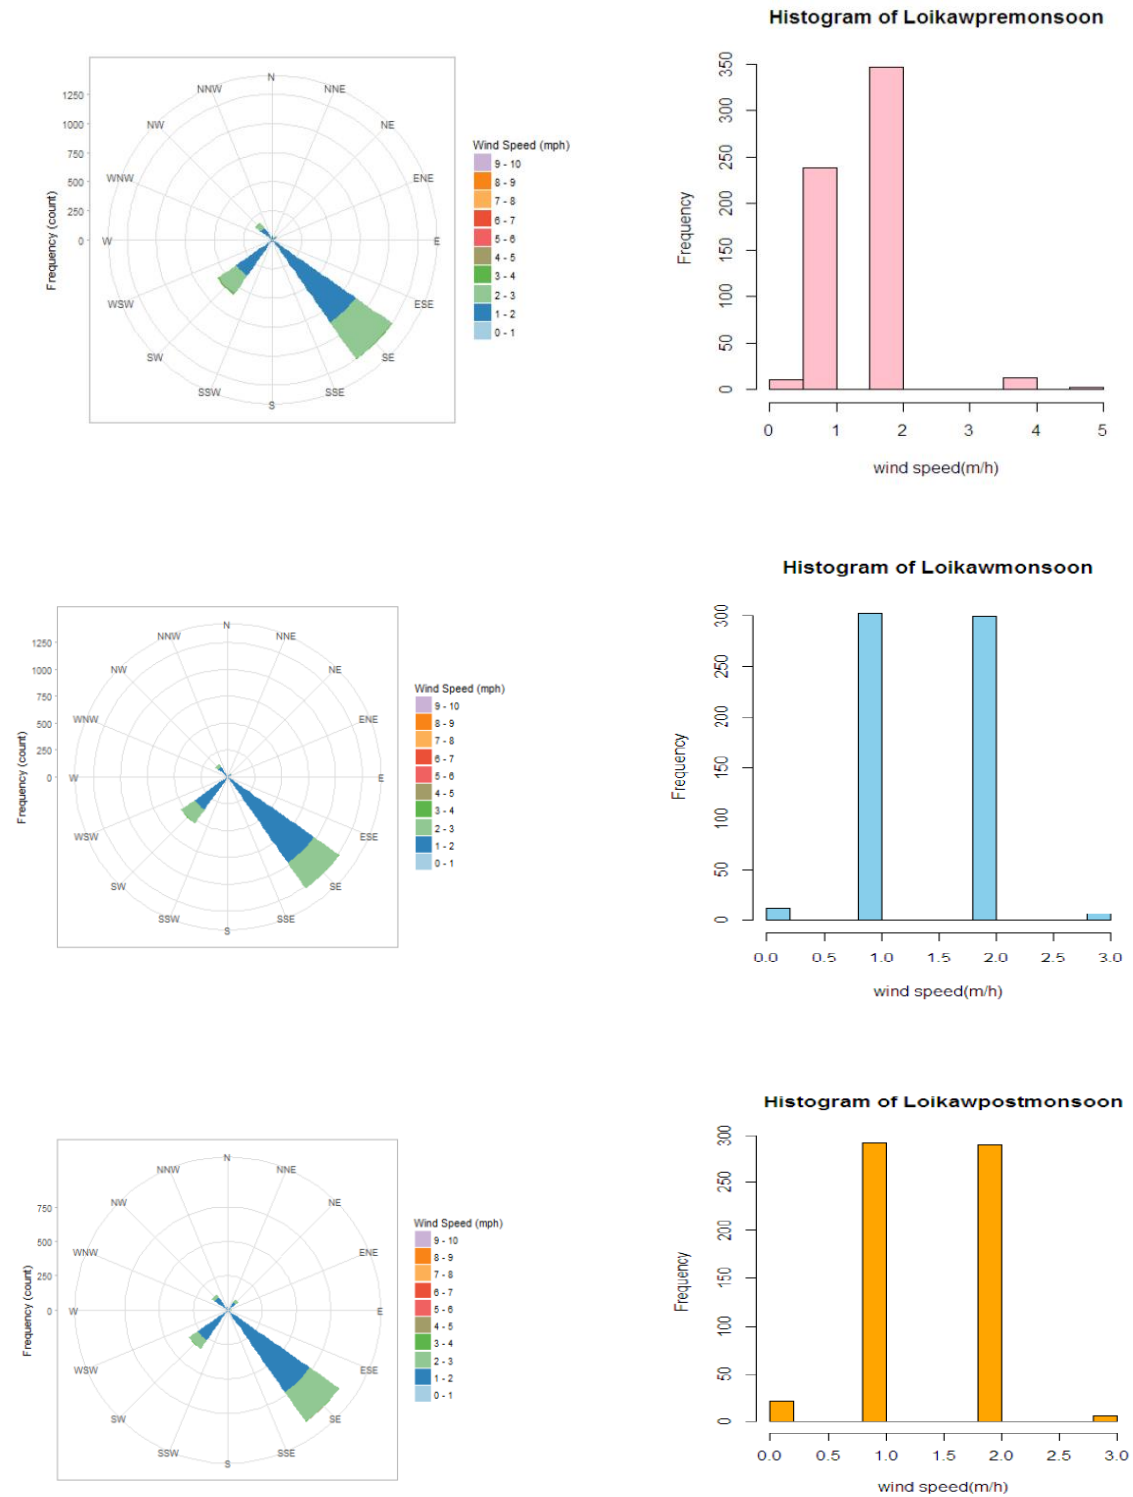 Histogram of Loikawpremonsoon
N
NNE
NE
ENE
E
ESE
SE
SSE
S
SSW
SW
WSW
W
WNW
NW
NNW
Frequency (count)
1250
1000
750
500
250
0
Wind Speed (mph)
9 - 10
8 - 9
7 - 8
6 - 7
5 - 6
4 - 5
3 - 4
2 - 3
1 - 2
0 - 1
Frequency
350
300
250
200
150
100
50
0
0 1 2 3 4 5
wind speed(m/h)
Histogram of Loikawmonsoon
N
NNE
NE
ENE
E
ESE
SE
SSE
S
SSW
SW
WSW
W
WNW
NW
NNW
Frequency (count)
1250
1000
750
500
250
0
Wind Speed (mph)
9 - 10
8 - 9
7 - 8
6 - 7
5 - 6
4 - 5
3 - 4
2 - 3
1 - 2
0 - 1
Frequency
300
250
200
150
100
50
0
0.0 0.5 1.0 1.5 2.0 2.5 3.0
wind speed(m/h)
Histogram of Loikawpostmonsoon
N
NNE
NE
ENE
E
ESE
SE
SSE
S
SSW
SW
WSW
W
WNW
NW
NNW
Frequency (count)
750
500
250
0
Wind Speed (mph)
9 - 10
8 - 9
7 - 8
6 - 7
5 - 6
4 - 5
3 - 4
2 - 3
1 - 2
0 - 1
Frequency
300
250
200
150
100
50
0
0.0 0.5 1.0 1.5 2.0 2.5 3.0
wind speed(m/h)